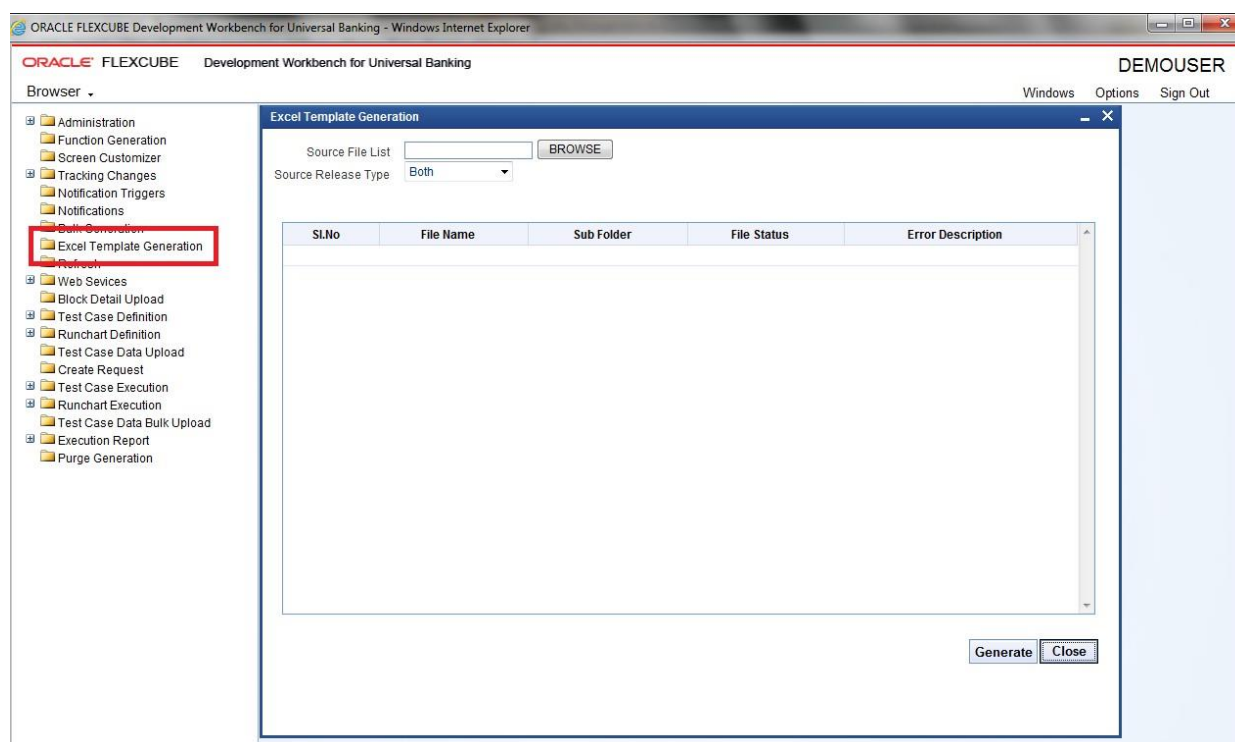 ORACLE FLEXCUBE Development Workbench for Universal Banking - Windows Internet Explorer
ORACLE FLEXCUBE Development Workbench for Universal Banking
DEMOUSER
Browser
Windows Options Sign Out
Administration
Function Generation
Screen Customizer
Tracking Changes
Notification Triggers
Notifications
Bulk Generation
Excel Template Generation
Refresh
Web Sevices
Block Detail Upload
Test Case Definition
Runchart Definition
Test Case Data Upload
Create Request
Test Case Execution
Runchart Execution
Test Case Data Bulk Upload
Execution Report
Purge Generation
Excel Template Generation
Source File List BROWSE
Source Release Type Both
Sl.No File Name Sub Folder File Status Error Description
Generate Close